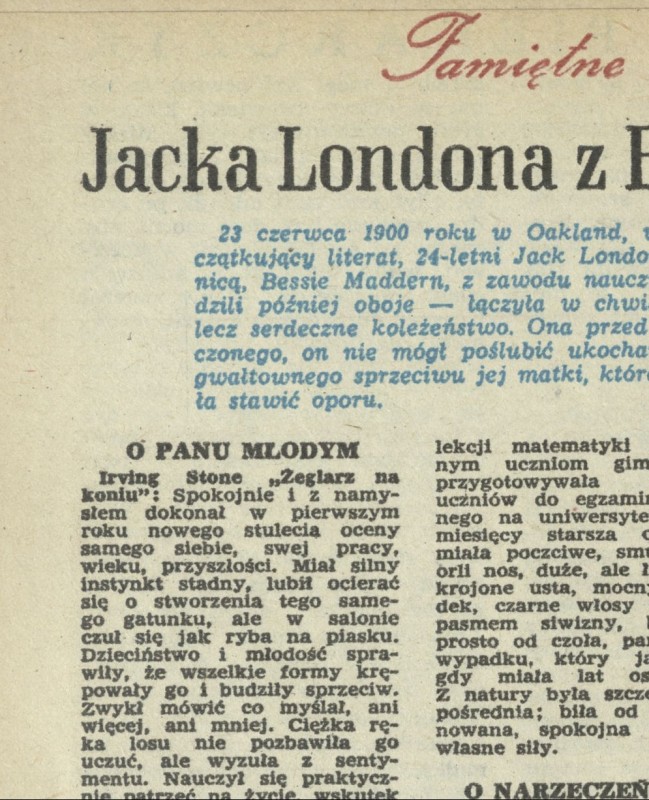 Pamiętne
Jacka Londona z B
23 czerwca 1900 roku w Oakland, w
czątkujący literat, 24-letni Jack Londo
nicą, Bessie Maddern, z zawodu naucz
dzili później oboje — łączyła w chwi
lecz serdeczne koleżeństwo. Ona przed
czonego, on nie mógł poślubić ukocha
gwałtownego sprzeciwu jej matki, któr
ła stawić oporu.
O PANU MŁODYM
Irving Stone „Żeglarz na
koniu": Spokojnie i z namy-
słem dokonał w pierwszym
roku nowego stulecia oceny
samego siebie, swej pracy,
wieku, przyszłości. Miał silny
instynkt stadny, lubił ocierać
się o stworzenia tego same-
go gatunku, ale w salonie
czuł się jak ryba na piasku.
Dzieciństwo i młodość spra-
wiły, że wszelkie formy krę-
powały go i budziły sprzeciw.
Zwykł mówić co myślał, ani
więcej, ani mniej. Ciężka rę-
ka losu nie pozbawiła go
uczuć, ale wyzuła z senty-
mentu. Nauczył się praktycz-
nie patrzeć na życie, wskutek
lekcji matematyki
nym uczniom gim
przygotowywała
uczniów do egzamin
nego na uniwersyte
miesięcy starsza o
miała poczciwe, smu
orli nos, duże, ale ł
krojone usta, mocny
dek, czarne włosy
pasmem siwizny,
prosto od czoła, pa
wypadku, który ja
gdy miała lat os
Z natury była szcze
pośrednia; biła od
nowana, spokojna
własne siły.
O NARZECZEŃ